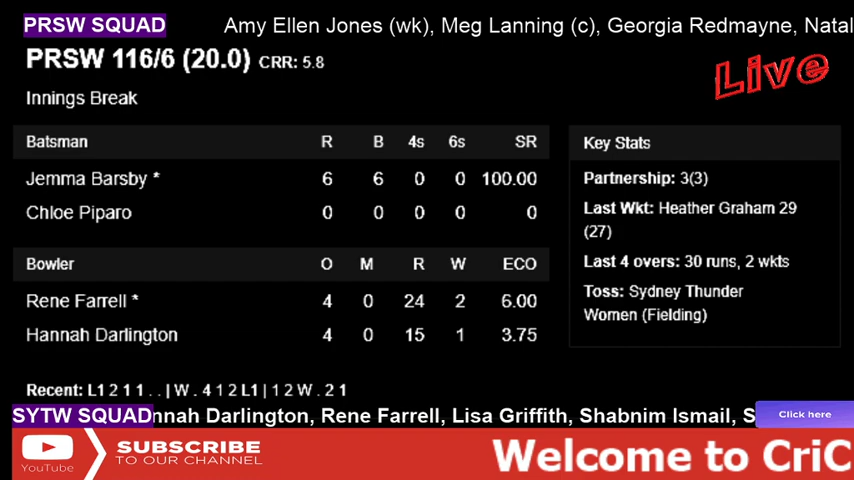 PRSW SQUAD Amy Ellen Jones (wk), Meg Lanning (c), Georgia Redmayne, Natal
PRSW 116/6 (20.0) CRR: 5.8
Live
Innings Break
Batsman R B 4s 6s SR
Jemma Barsby * 6 6 0 0 100.00
Chloe Piparo 0 0 0 0 0
Bowler O M R W ECO
Rene Farrell * 4 0 24 2 6.00
Hannah Darlington 4 0 15 1 3.75
Key Stats
Partnership: 3(3)
Last Wkt: Heather Graham 29
(27)
Last 4 overs: 30 runs, 2 wkts
Toss: Sydney Thunder
Women (Fielding)
Recent: L1 2 1 1 . . | W . 4 1 2 L1 | 1 2 W . 2 1
SYTW SQUAD nnah Darlington, Rene Farrell, Lisa Griffith, Shabnim Ismail, S
Click here
YouTube
SUBSCRIBE
TO OUR CHANNEL
Welcome to CriC